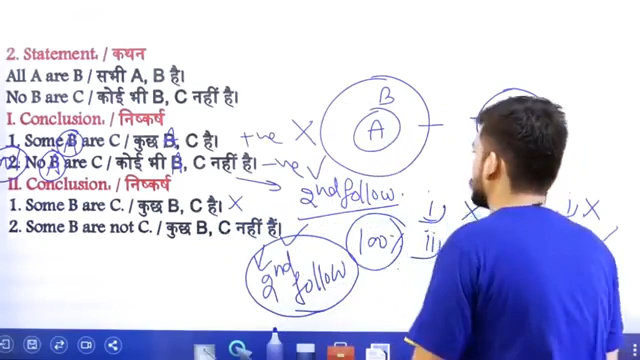 2. Statement. / कथन
All A are B / सभी A, B है।
No B are C / कोई भी B, C नहीं है।
I. Conclusion. / निष्कर्ष
1. Some B are C / कुछ B, C है।
A A
2. No B are C / कोई भी B, C नहीं है।
A A
II. Conclusion. / निष्कर्ष
1. Some B are C. / कुछ B, C है। X
2. Some B are not C. / कुछ B, C नहीं हैं। ✓
B
A
+ve X
-ve ✓
2nd follow.
100%
2nd follow
i, X
ii,
i, X